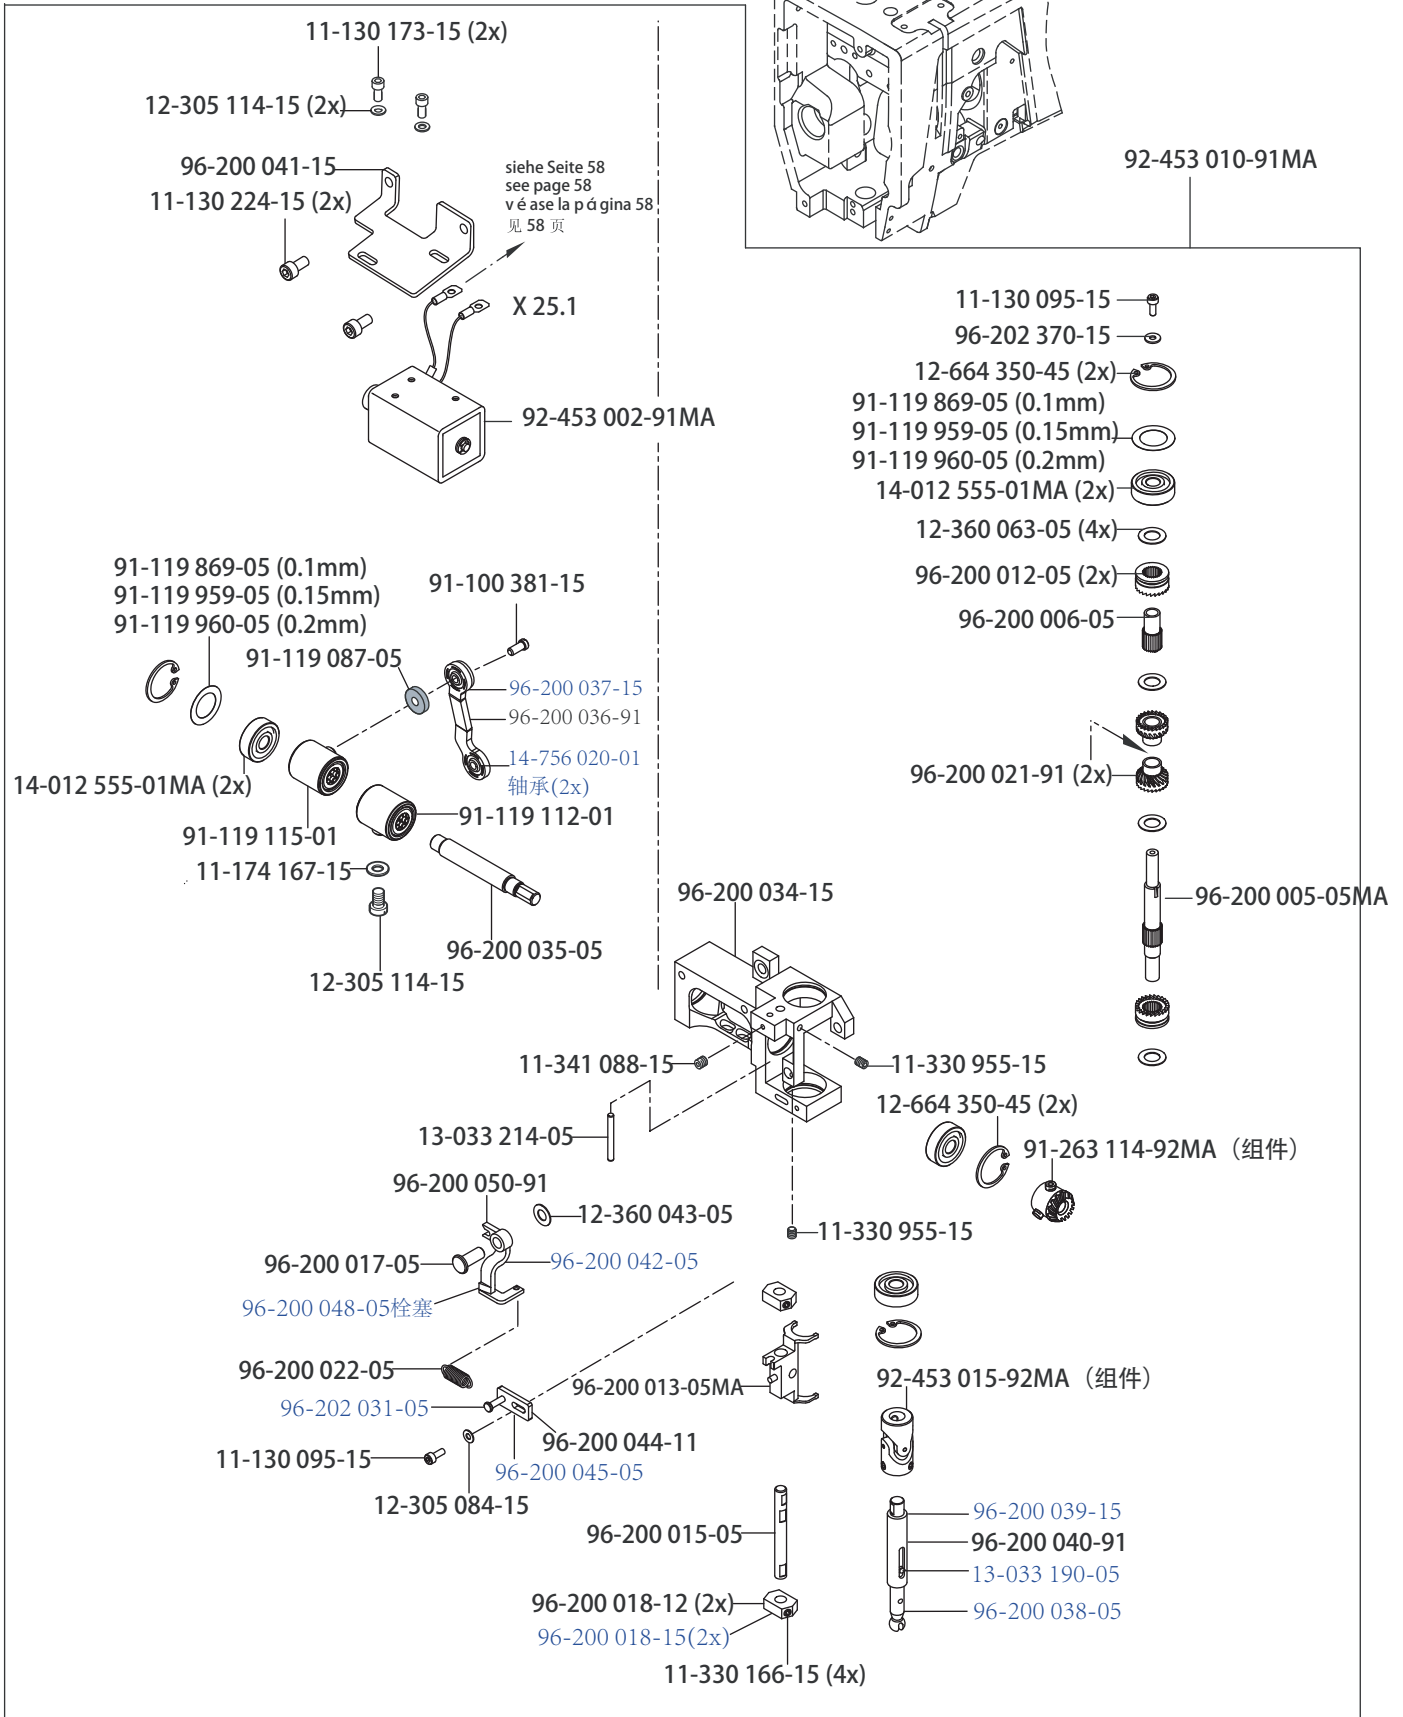 11-130 173-15 (2x)
12-305 114-15 (2x)
96-200 041-15
11-130 224-15 (2x)
siehe Seite 58
see page 58
v é ase la p á gina 58
见 58 页
X 25.1
92-453 002-91MA
92-453 010-91MA
11-130 095-15
96-202 370-15
12-664 350-45 (2x)
91-119 869-05 (0.1mm)
91-119 959-05 (0.15mm)
91-119 960-05 (0.2mm)
14-012 555-01MA (2x)
12-360 063-05 (4x)
96-200 012-05 (2x)
96-200 006-05
96-200 021-91 (2x)
96-200 005-05MA
91-119 869-05 (0.1mm)
91-119 959-05 (0.15mm)
91-119 960-05 (0.2mm)
91-100 381-15
91-119 087-05
96-200 037-15
96-200 036-91
14-756 020-01
轴承(2x)
14-012 555-01MA (2x)
91-119 115-01
91-119 112-01
11-174 167-15
96-200 035-05
12-305 114-15
96-200 034-15
11-341 088-15
11-330 955-15
13-033 214-05
12-664 350-45 (2x)
91-263 114-92MA（组件）
96-200 050-91
12-360 043-05
11-330 955-15
96-200 017-05
96-200 042-05
96-200 048-05栓塞
96-200 022-05
96-202 031-05
96-200 013-05MA
92-453 015-92MA（组件）
96-200 044-11
11-130 095-15
96-200 045-05
12-305 084-15
96-200 015-05
96-200 039-15
96-200 040-91
13-033 190-05
96-200 038-05
96-200 018-12 (2x)
96-200 018-15(2x)
11-330 166-15 (4x)